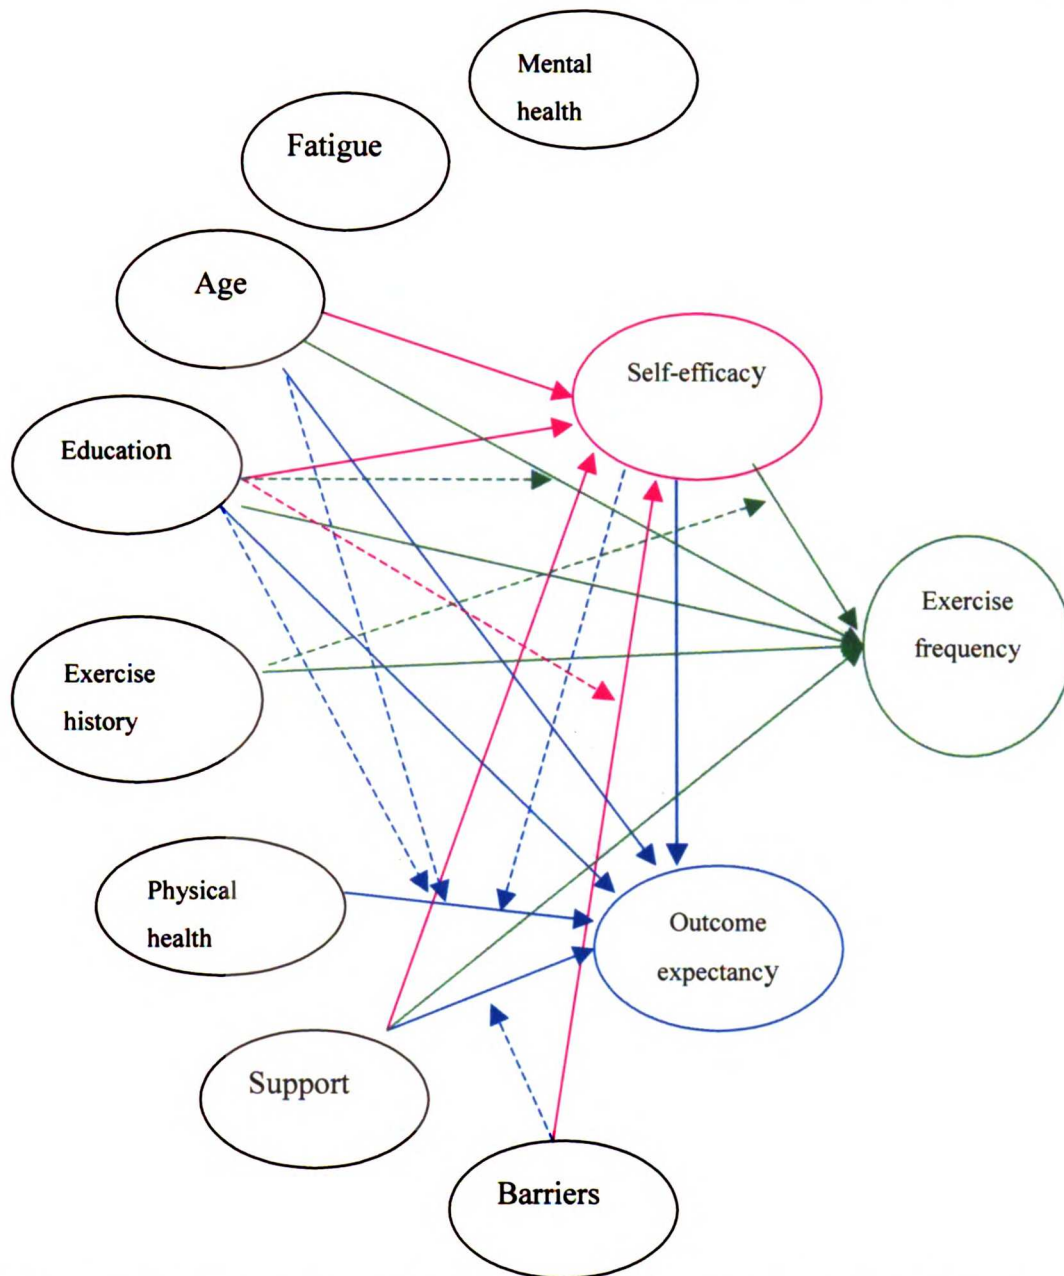 Mental
health
Fatigue
Age
Self-efficacy
Education
Exercise
frequency
Exercise
history
Physical
health
Outcome
expectancy
Support
Barriers